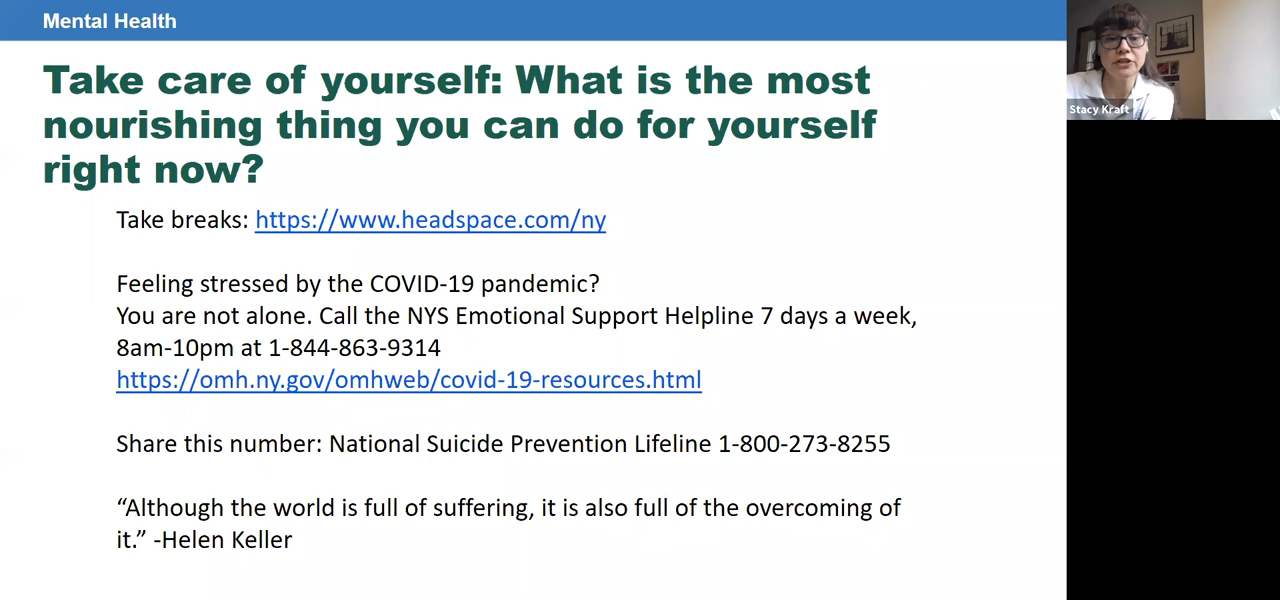 Mental Health
Take care of yourself: What is the most
nourishing thing you can do for yourself
right now?
Take breaks: https://www.headspace.com/ny
Feeling stressed by the COVID-19 pandemic?
You are not alone. Call the NYS Emotional Support Helpline 7 days a week,
8am-10pm at 1-844-863-9314
https://omh.ny.gov/omhweb/covid-19-resources.html
Share this number: National Suicide Prevention Lifeline 1-800-273-8255
“Although the world is full of suffering, it is also full of the overcoming of
it.” -Helen Keller
Stacy Kraft